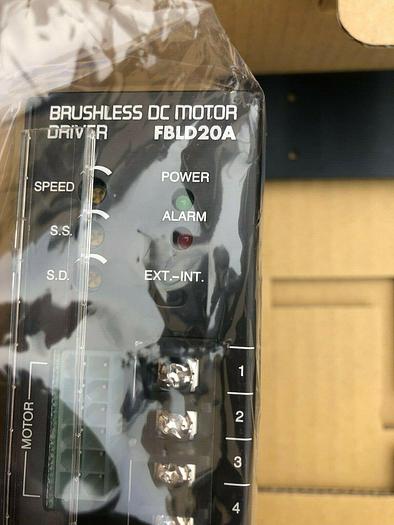 BRUSHLESS DC MOTOR
DRIVER FBLD20A
POWER
SPEED
ALARM
S.S.
S.D.
EXT.-INT.
MOTOR
1
2
3
4